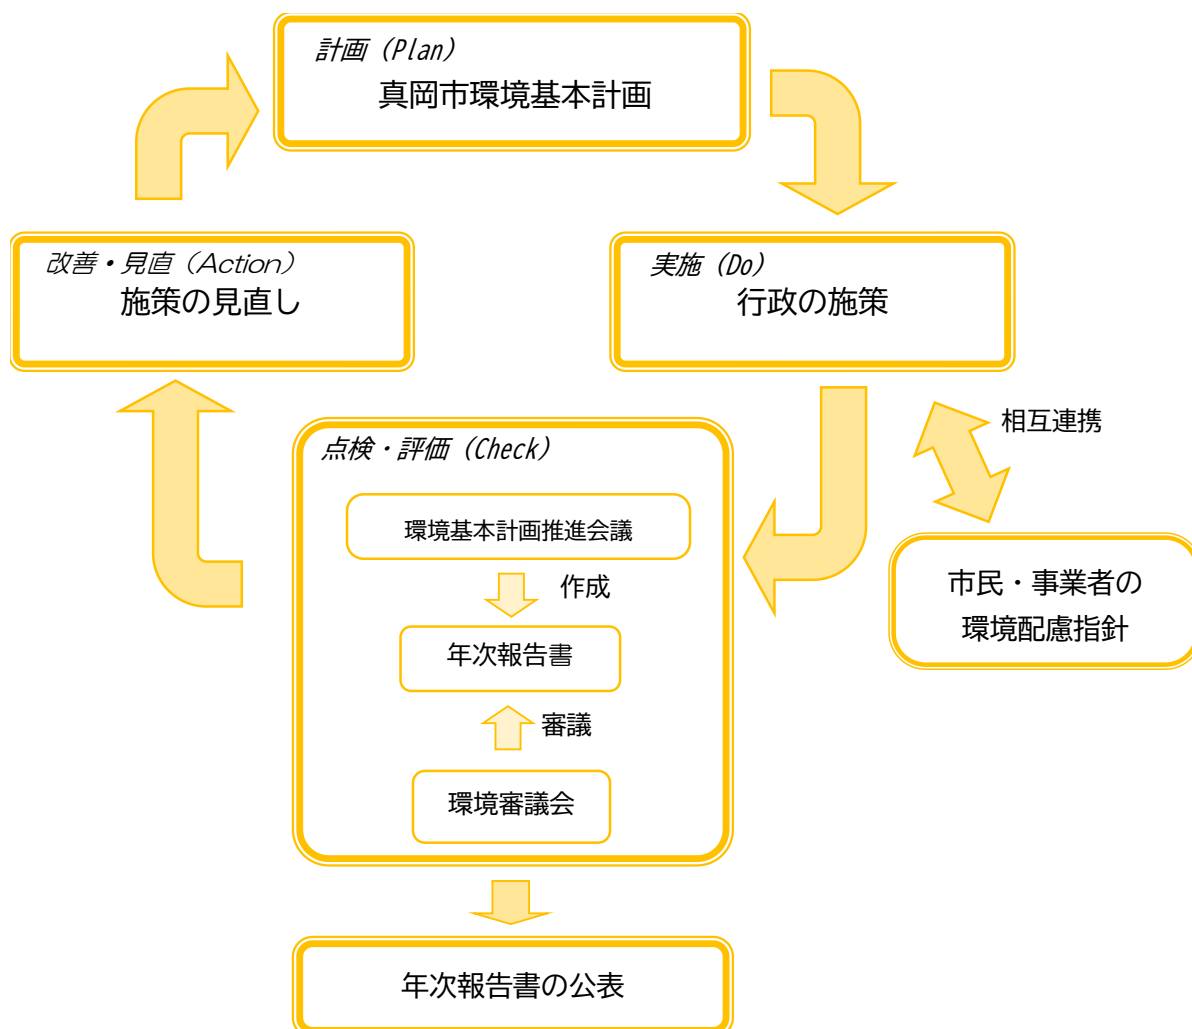 計画（Plan）
真岡市環境基本計画
改善・見直（Action）
施策の見直し
実施（Do）
行政の施策
相互連携
市民・事業者の
環境配慮指針
点検・評価（Check）
環境基本計画推進会議
作成
年次報告書
審議
環境審議会
年次報告書の公表